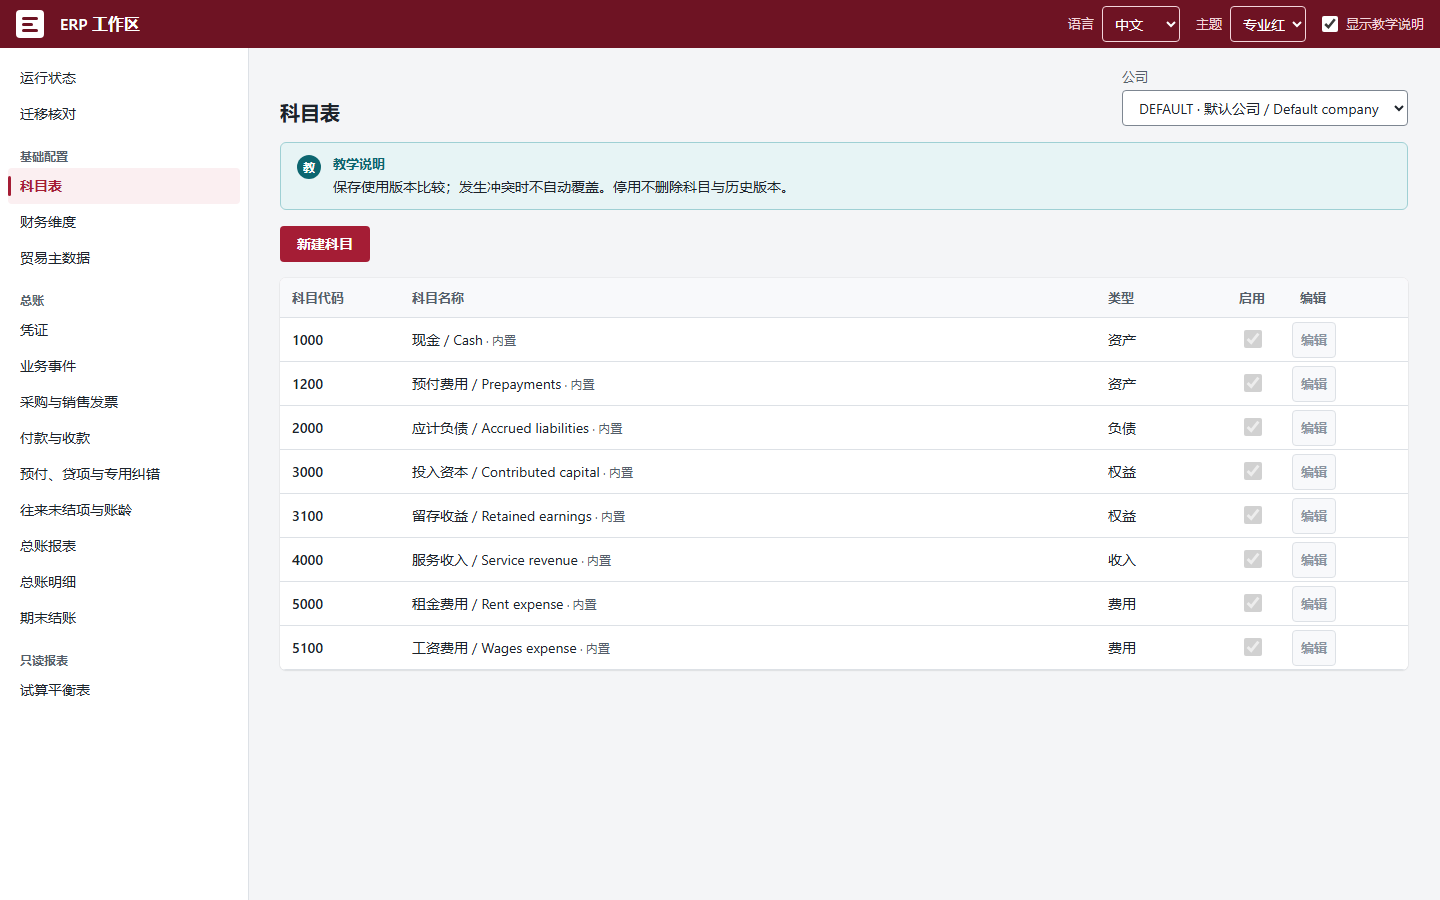 ERP 工作区
语言 中文 主题 专业红 显示教学说明
运行状态
迁移核对
基础配置
科目表
财务维度
贸易主数据
总账
凭证
业务事件
采购与销售发票
付款与收款
预付、贷项与专用纠错
往来未结项与账龄
总账报表
总账明细
期末结账
只读报表
试算平衡表
公司
科目表
DEFAULT · 默认公司 / Default company
教 教学说明
保存使用版本比较；发生冲突时不自动覆盖。停用不删除科目与历史版本。
新建科目
科目代码 科目名称 类型 启用 编辑
1000 现金 / Cash · 内置 资产 编辑
1200 预付费用 / Prepayments · 内置 资产 编辑
2000 应计负债 / Accrued liabilities · 内置 负债 编辑
3000 投入资本 / Contributed capital · 内置 权益 编辑
3100 留存收益 / Retained earnings · 内置 权益 编辑
4000 服务收入 / Service revenue · 内置 收入 编辑
5000 租金费用 / Rent expense · 内置 费用 编辑
5100 工资费用 / Wages expense · 内置 费用 编辑